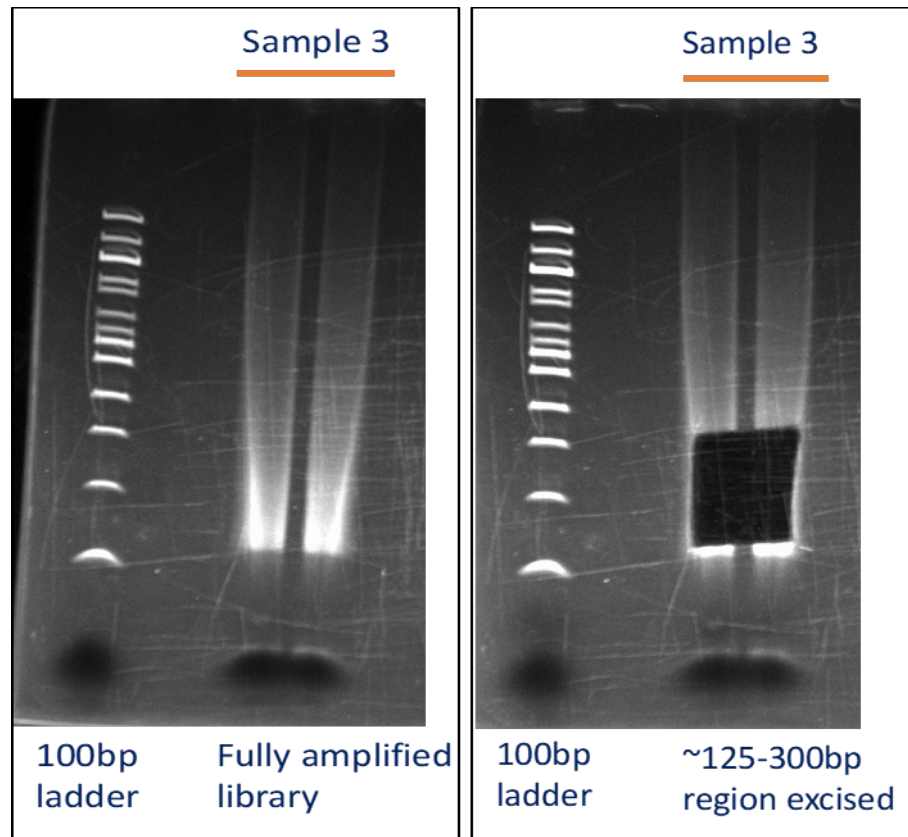 Sample 3
100bp
ladder
Fully amplified
library
Sample 3
100bp
ladder
~125-300bp
region excised